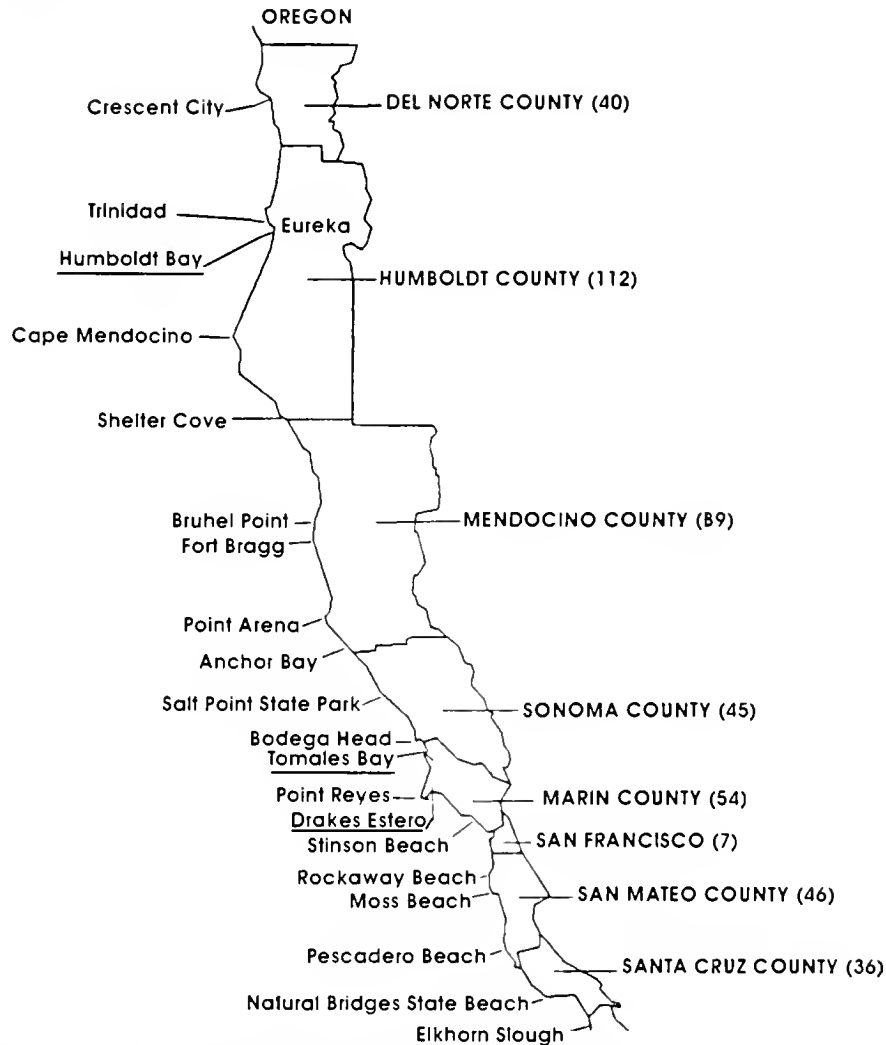 OREGON
Crescent City
DEL NORTE COUNTY (40)
Trinidad
Eureka
Humboldt Bay
HUMBOLDT COUNTY (112)
Cape Mendocino
Shelter Cove
Bruhel Point
MENDOCINO COUNTY (B9)
Fort Bragg
Point Arena
Anchor Bay
Salt Point State Park
SONOMA COUNTY (45)
Bodega Head
Tomales Bay
Point Reyes
MARIN COUNTY (54)
Drakes Estero
Stinson Beach
SAN FRANCISCO (7)
Rockaway Beach
Moss Beach
SAN MATEO COUNTY (46)
Pescadero Beach
SANTA CRUZ COUNTY (36)
Natural Bridges State Beach
Elkhorn Slough